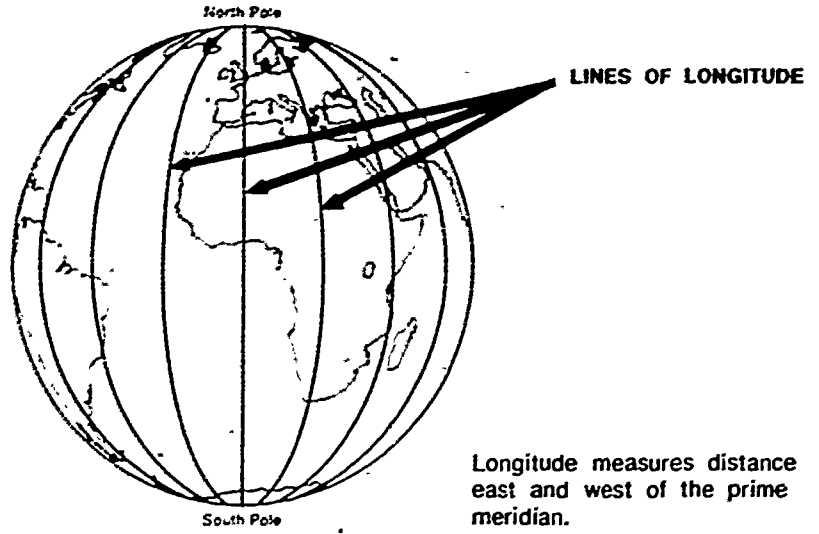 North Pole
LINES OF LONGITUDE
Longitude measures distance
east and west of the prime
meridian.
South Pole